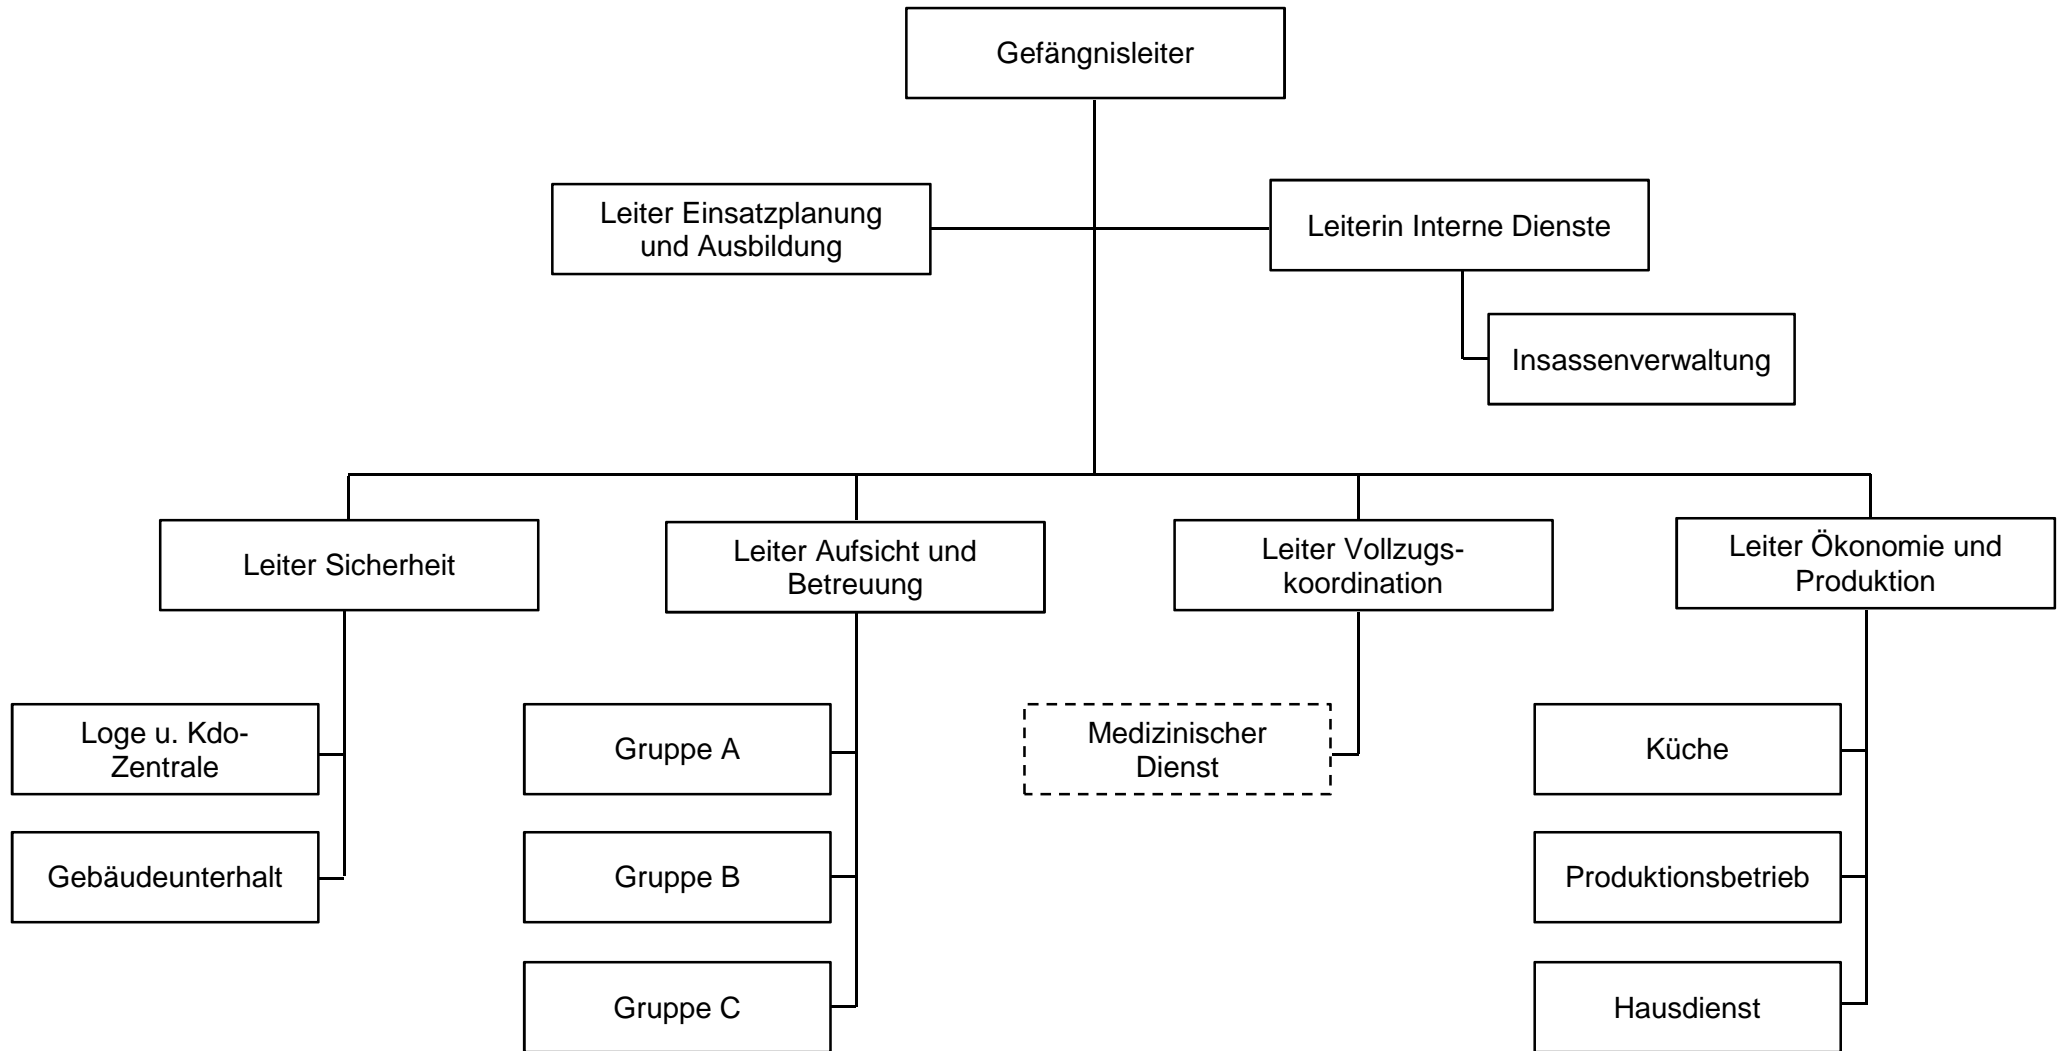 Gefängnisleiter
Leiter Einsatzplanung
und Ausbildung
Leiterin Interne Dienste
Insassenverwaltung
Leiter Sicherheit
Leiter Aufsicht und
Betreuung
Leiter Vollzugs-
koordination
Leiter Ökonomie und
Produktion
Loge u. Kdo-
Zentrale
Gruppe A
Medizinischer
Dienst
Küche
Gebäudeunterhalt
Gruppe B
Produktionsbetrieb
Gruppe C
Hausdienst